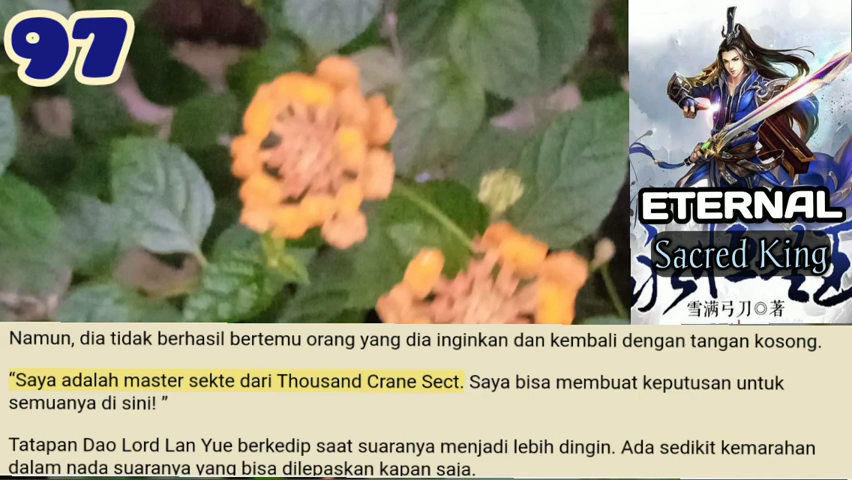 97
ETERNAL
Sacred King
雪满弓刀◎著
Namun, dia tidak berhasil bertemu orang yang dia inginkan dan kembali dengan tangan kosong.
“Saya adalah master sekte dari Thousand Crane Sect. Saya bisa membuat keputusan untuk
semuanya di sini! ”
Tatapan Dao Lord Lan Yue berkedip saat suaranya menjadi lebih dingin. Ada sedikit kemarahan
dalam nada suaranya yang bisa dilepaskan kapan saja.